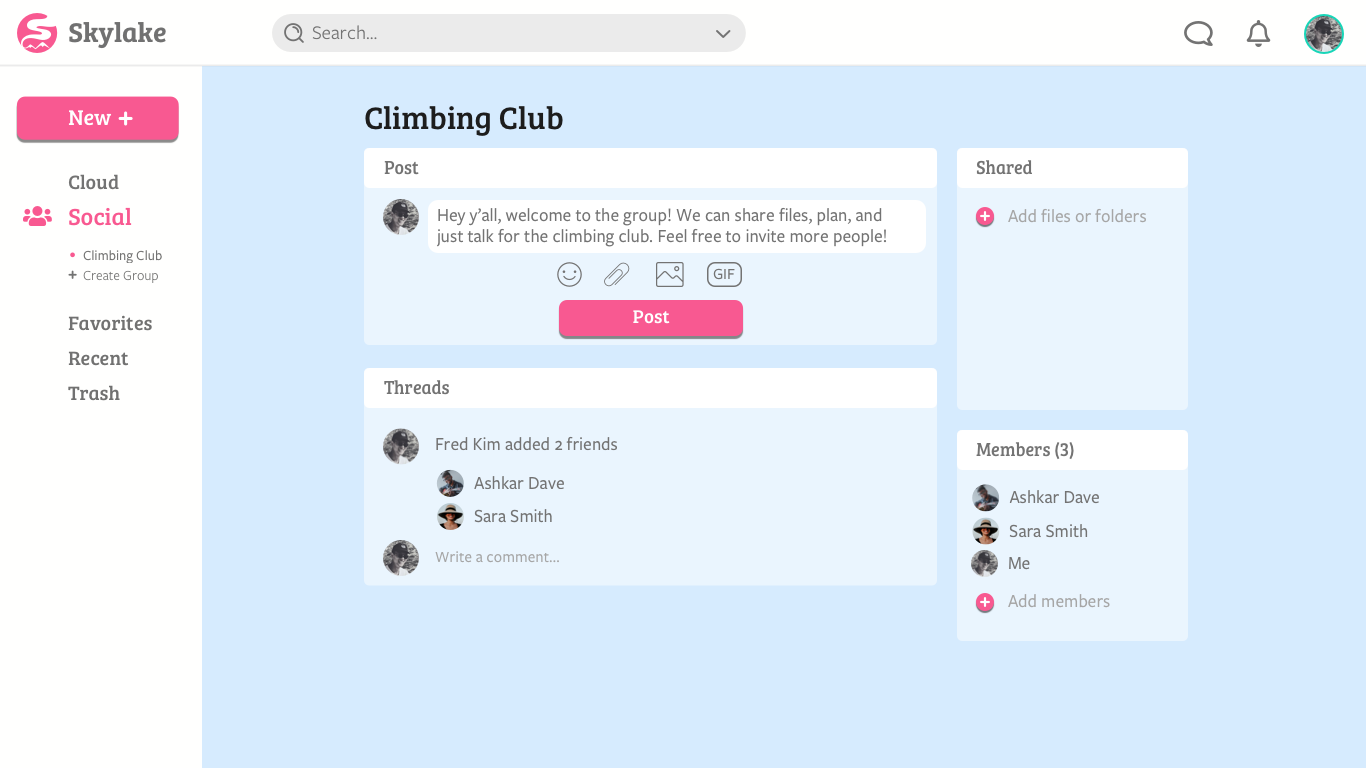 Skylake
Search...
New +
Cloud
Social
Climbing Club
+ Create Group
Favorites
Recent
Trash
Climbing Club
Post
Hey y’all, welcome to the group! We can share files, plan, and
just talk for the climbing club. Feel free to invite more people!
GIF
Post
Threads
Fred Kim added 2 friends
Ashkar Dave
Sara Smith
Write a comment...
Shared
Add files or folders
Members (3)
Ashkar Dave
Sara Smith
Me
Add members